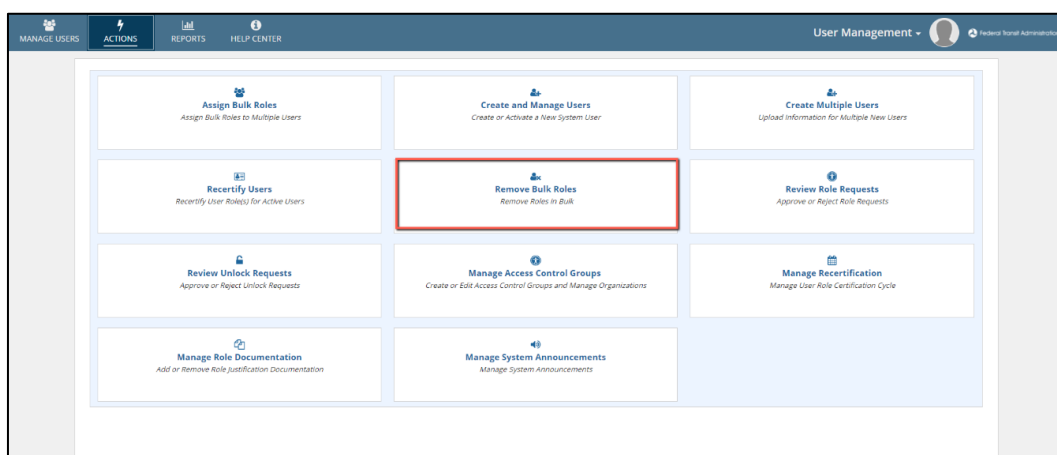 MANAGE USERS
ACTIONS
REPORTS
HELP CENTER
User Management
Federal Transit Administration
Assign Bulk Roles
Assign Bulk Roles to Multiple Users
Create and Manage Users
Create or Activate a New System User
Create Multiple Users
Upload Information for Multiple New Users
Recertify Users
Recertify User Role(s) for Active Users
Remove Bulk Roles
Remove Roles in Bulk
Review Role Requests
Approve or Reject Role Requests
Review Unlock Requests
Approve or Reject Unlock Requests
Manage Access Control Groups
Create or Edit Access Control Groups and Manage Organizations
Manage Recertification
Manage User Role Certification Cycle
Manage Role Documentation
Add or Remove Role Justification Documentation
Manage System Announcements
Manage System Announcements